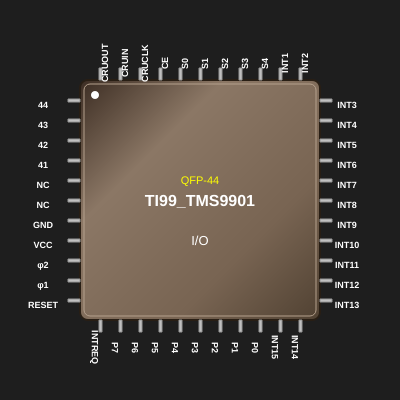 CRUOUT
CRUIN
CRUCLK
CE
S0
S1
S2
S3
S4
INT1
INT2
44
43
42
41
NC
NC
GND
VCC
φ2
φ1
RESET
QFP-44
TI99_TMS9901
I/O
INT3
INT4
INT5
INT6
INT7
INT8
INT9
INT10
INT11
INT12
INT13
INTREQ
P7
P6
P5
P4
P3
P2
P1
P0
INT15
INT14